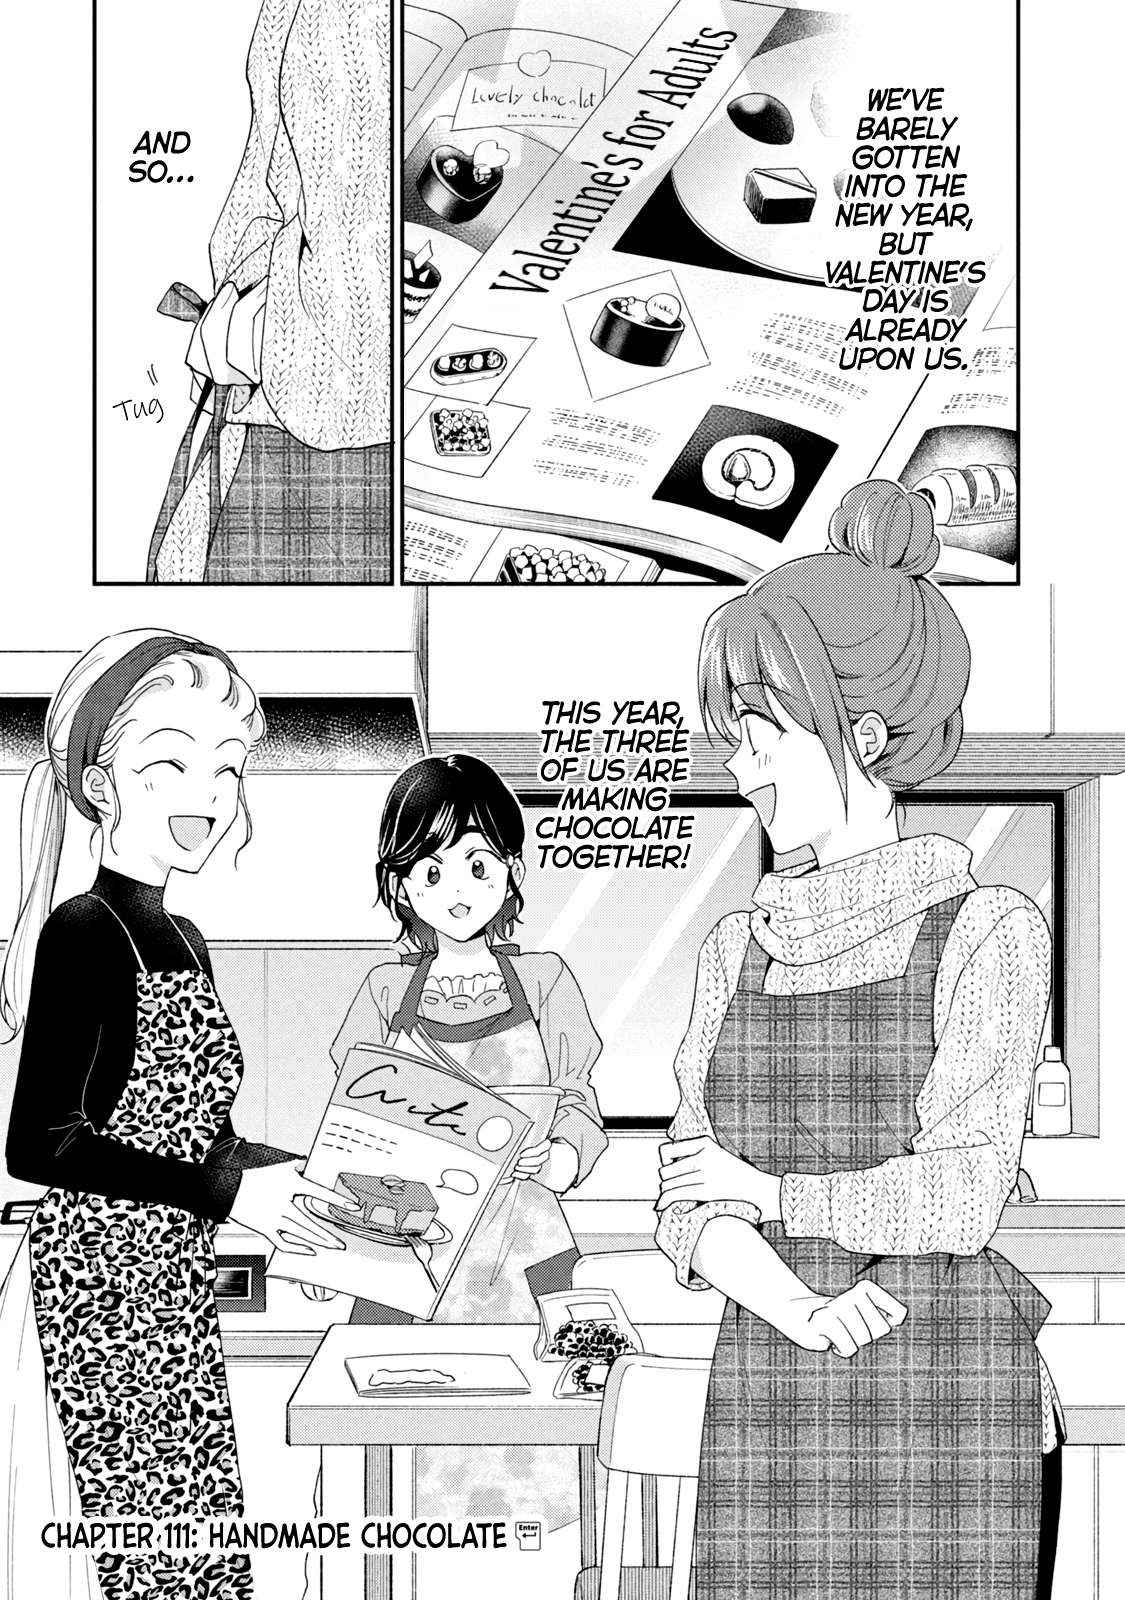 WE'VE
BARELY
GOTTEN
INTO THE
NEW YEAR,
BUT
VALENTINE'S
DAY IS
ALREADY
UPON US.
Lovely chocolat
Valentine's for Adults
AND
SO...
Tug
THIS YEAR,
THE THREE
OF US ARE
MAKING
CHOCOLATE
TOGETHER!
CHAPTER 111: HANDMADE CHOCOLATE
Enter